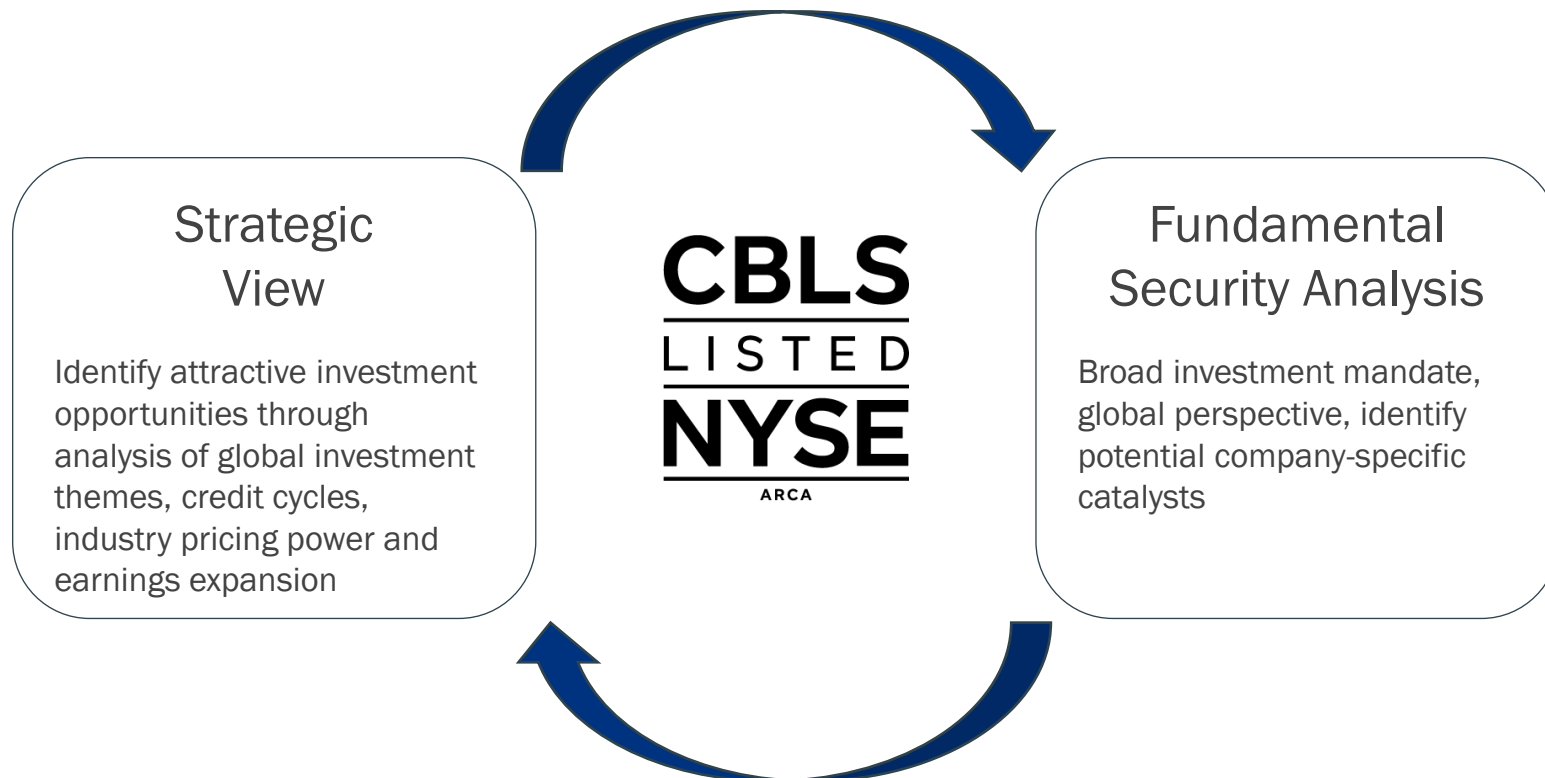 Strategic
View
Identify attractive investment
opportunities through
analysis of global investment
themes, credit cycles,
industry pricing power and
earnings expansion
CBLS
LISTED
NYSE
ARCA
Fundamental
Security Analysis
Broad investment mandate,
global perspective, identify
potential company-specific
catalysts